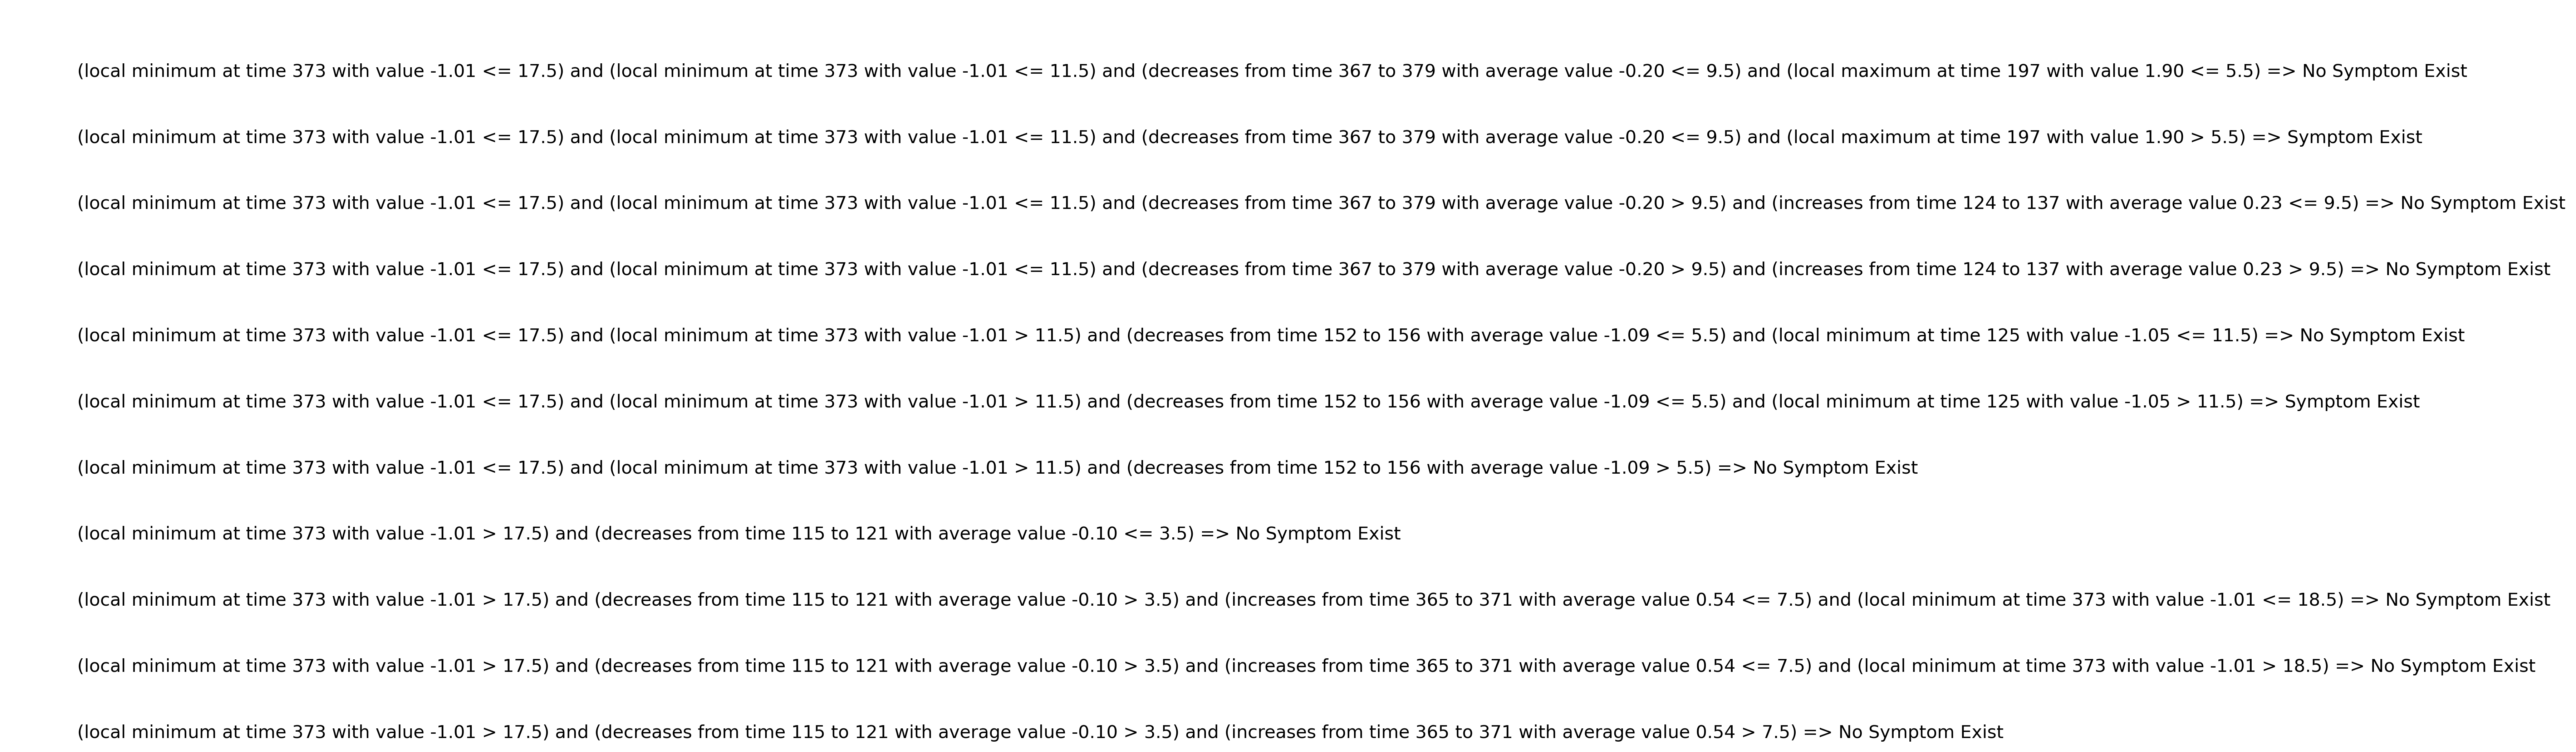 (local minimum at time 373 with value -1.01 <= 17.5) and (local minimum at time 373 with value -1.01 <= 11.5) and (decreases from time 367 to 379 with average value -0.20 <= 9.5) and (local maximum at time 197 with value 1.90 <= 5.5) => No Symptom Exist
(local minimum at time 373 with value -1.01 <= 17.5) and (local minimum at time 373 with value -1.01 <= 11.5) and (decreases from time 367 to 379 with average value -0.20 <= 9.5) and (local maximum at time 197 with value 1.90 > 5.5) => Symptom Exist
(local minimum at time 373 with value -1.01 <= 17.5) and (local minimum at time 373 with value -1.01 <= 11.5) and (decreases from time 367 to 379 with average value -0.20 > 9.5) and (increases from time 124 to 137 with average value 0.23 <= 9.5) => No Symptom Exist
(local minimum at time 373 with value -1.01 <= 17.5) and (local minimum at time 373 with value -1.01 <= 11.5) and (decreases from time 367 to 379 with average value -0.20 > 9.5) and (increases from time 124 to 137 with average value 0.23 > 9.5) => No Symptom Exist
(local minimum at time 373 with value -1.01 <= 17.5) and (local minimum at time 373 with value -1.01 > 11.5) and (decreases from time 152 to 156 with average value -1.09 <= 5.5) and (local minimum at time 125 with value -1.05 <= 11.5) => No Symptom Exist
(local minimum at time 373 with value -1.01 <= 17.5) and (local minimum at time 373 with value -1.01 > 11.5) and (decreases from time 152 to 156 with average value -1.09 <= 5.5) and (local minimum at time 125 with value -1.05 > 11.5) => Symptom Exist
(local minimum at time 373 with value -1.01 <= 17.5) and (local minimum at time 373 with value -1.01 > 11.5) and (decreases from time 152 to 156 with average value -1.09 > 5.5) => No Symptom Exist
(local minimum at time 373 with value -1.01 > 17.5) and (decreases from time 115 to 121 with average value -0.10 <= 3.5) => No Symptom Exist
(local minimum at time 373 with value -1.01 > 17.5) and (decreases from time 115 to 121 with average value -0.10 > 3.5) and (increases from time 365 to 371 with average value 0.54 <= 7.5) and (local minimum at time 373 with value -1.01 <= 18.5) => No Symptom Exist
(local minimum at time 373 with value -1.01 > 17.5) and (decreases from time 115 to 121 with average value -0.10 > 3.5) and (increases from time 365 to 371 with average value 0.54 <= 7.5) and (local minimum at time 373 with value -1.01 > 18.5) => No Symptom Exist
(local minimum at time 373 with value -1.01 > 17.5) and (decreases from time 115 to 121 with average value -0.10 > 3.5) and (increases from time 365 to 371 with average value 0.54 > 7.5) => No Symptom Exist